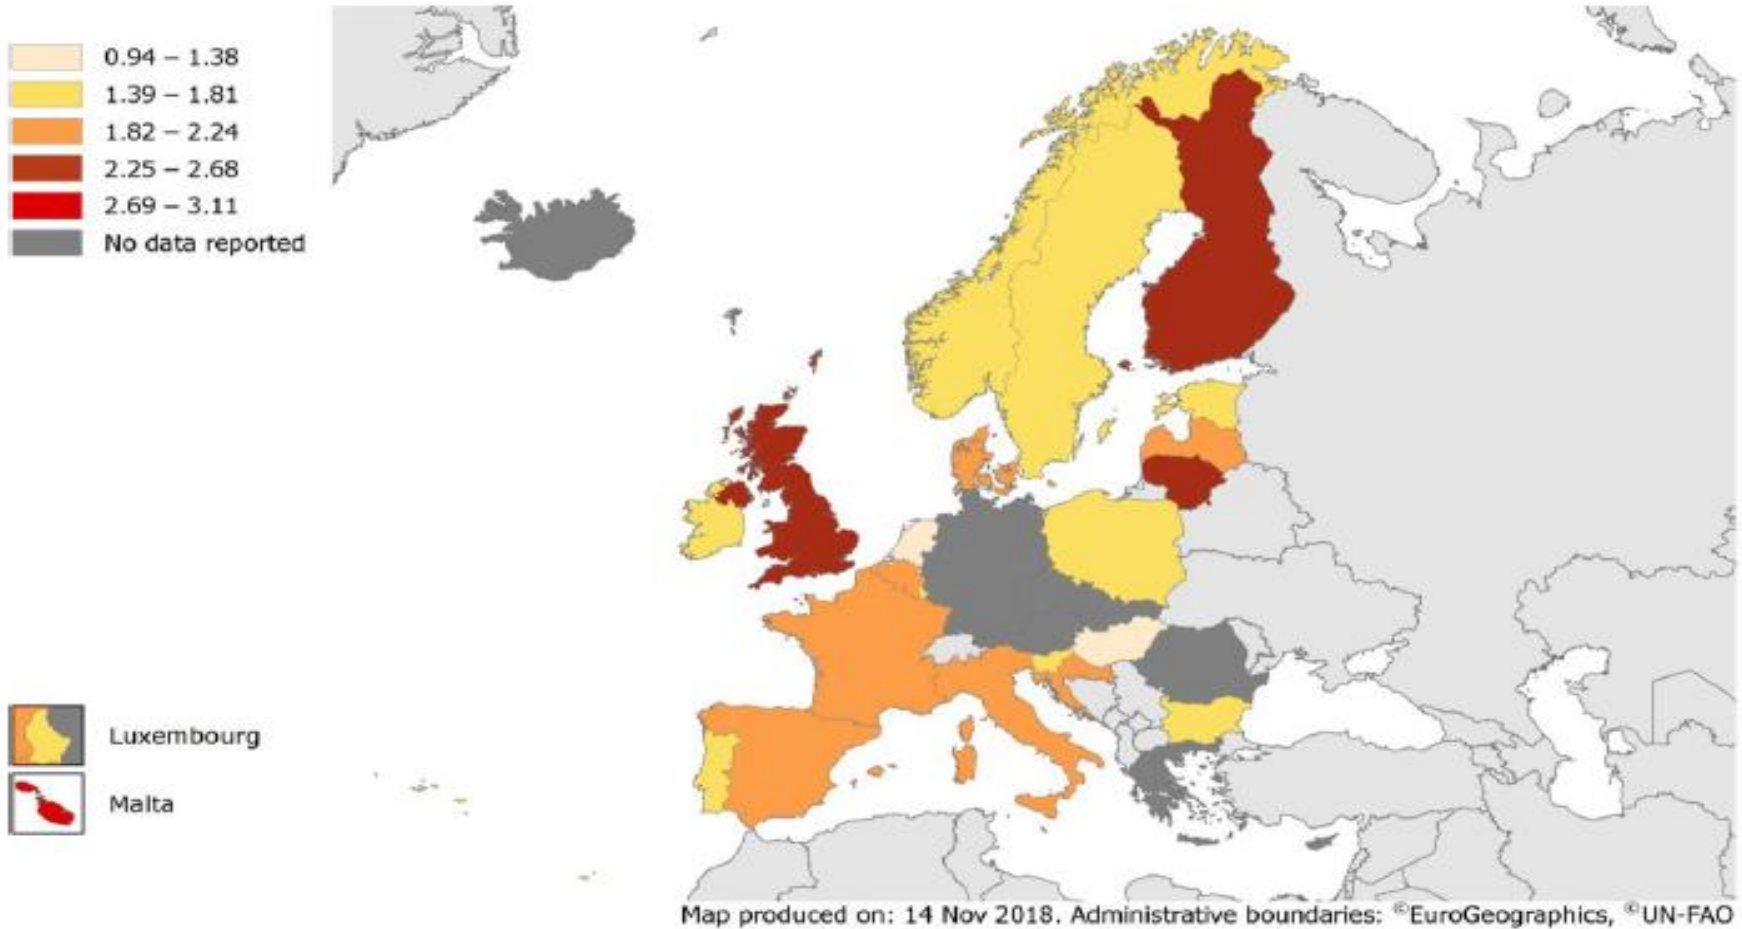 0.94 – 1.38
1.39 – 1.81
1.82 – 2.24
2.25 – 2.68
2.69 – 3.11
No data reported
Luxembourg
Malta
Map produced on: 14 Nov 2018. Administrative boundaries: ©EuroGeographics, ©UN-FAO